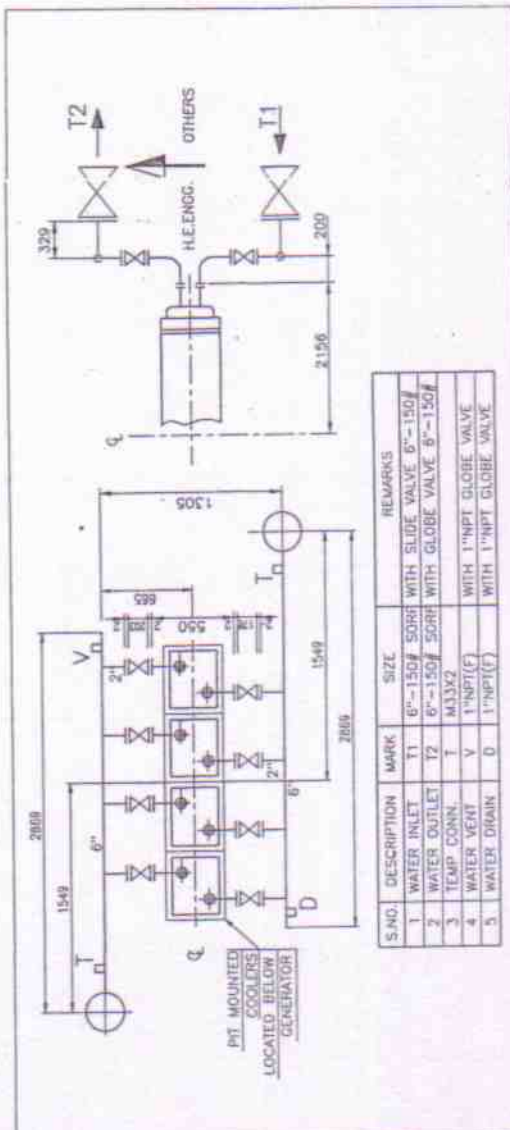 T2
OTHERS
H.E.ENGG.
T1
329
200
2156
℄
2869
1549
T
6"
V
2"
665
1305
550
2"
6"
T
D
1549
2869
℄
PIT MOUNTED
COOLERS
LOCATED BELOW
GENERATOR
S.NO. DESCRIPTION MARK SIZE REMARKS
1 WATER INLET T1 6"-150# SORF WITH SLIDE VALVE 6"-150#
2 WATER OUTLET T2 6"-150# SORF WITH GLOBE VALVE 6"-150#
3 TEMP CONN. T M33X2
4 WATER VENT V 1"NPT(F) WITH 1"NPT GLOBE VALVE
5 WATER DRAIN D 1"NPT(F) WITH 1"NPT GLOBE VALVE